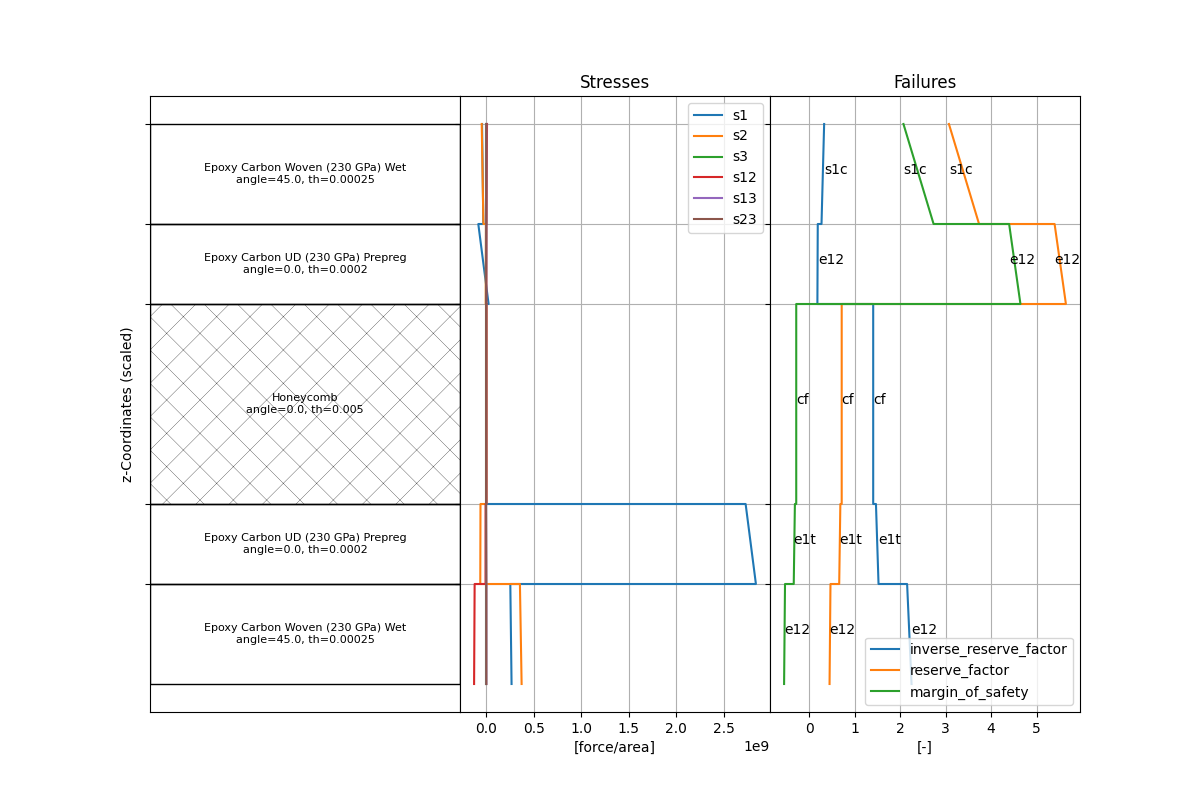 Stresses
Failures
s1
s2
s3
s12
s13
s23
Epoxy Carbon Woven (230 GPa) Wet
angle=45.0, th=0.00025
s1c
s1c
s1c
Epoxy Carbon UD (230 GPa) Prepreg
angle=0.0, th=0.0002
e12
e12
e12
z-Coordinates (scaled)
Honeycomb
angle=0.0, th=0.005
cf
cf
cf
Epoxy Carbon UD (230 GPa) Prepreg
angle=0.0, th=0.0002
e1t
e1t
e1t
Epoxy Carbon Woven (230 GPa) Wet
angle=45.0, th=0.00025
e12
e12
e12
inverse_reserve_factor
reserve_factor
margin_of_safety
0.0 0.5 1.0 1.5 2.0 2.5
0 1 2 3 4 5
[force/area]
1e9
[-]